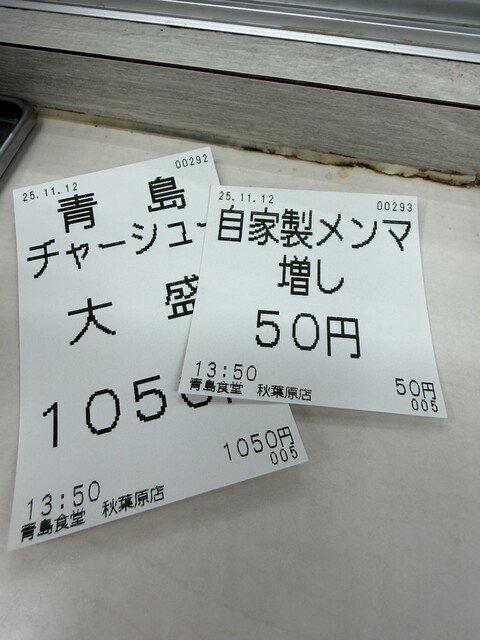 25.11.12 00292
青島
チャーシュー
大盛
1050
1050円
005
13:50
青島食堂 秋葉原店
25.11.12 00293
自家製メンマ
増し
50円
13:50
青島食堂 秋葉原店
50円
005